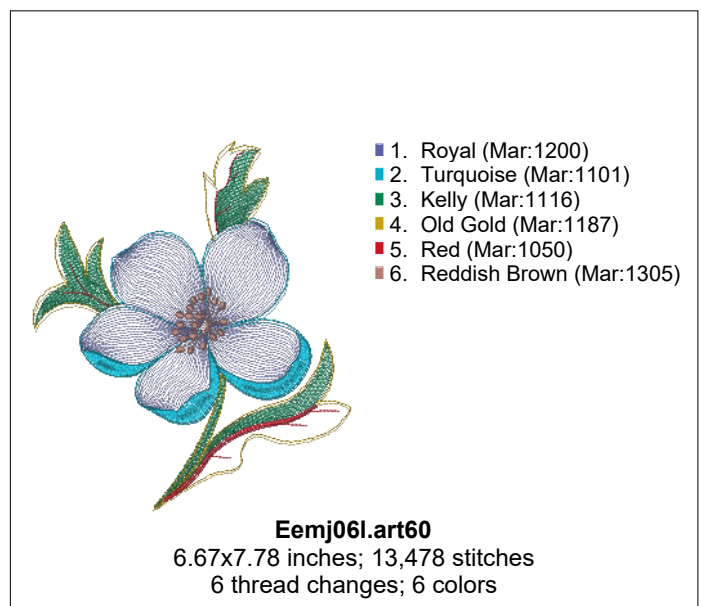 1. Royal (Mar:1200)
2. Turquoise (Mar:1101)
3. Kelly (Mar:1116)
4. Old Gold (Mar:1187)
5. Red (Mar:1050)
6. Reddish Brown (Mar:1305)
Eemj06l.art60
6.67x7.78 inches; 13,478 stitches
6 thread changes; 6 colors